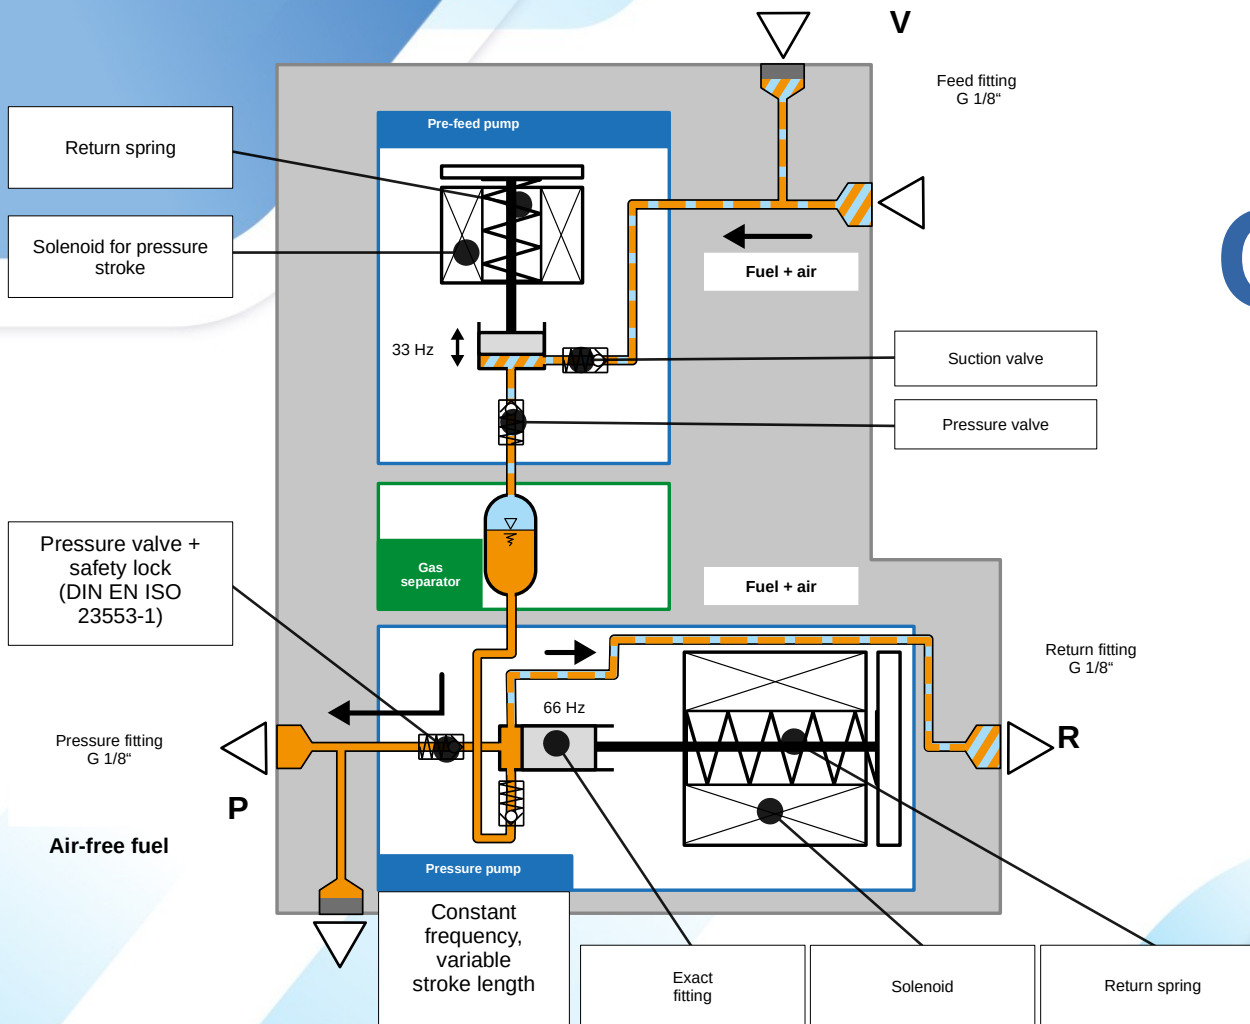 V
Feed fitting
G 1/8“
Pre-feed pump
Return spring
Solenoid for pressure
stroke
Fuel + air
33 Hz
Suction valve
Pressure valve
Pressure valve +
safety lock
(DIN EN ISO
23553-1)
Gas
separator
Fuel + air
Return fitting
G 1/8“
66 Hz
Pressure fitting
G 1/8“
R
P
Air-free fuel
Pressure pump
Constant
frequency,
variable
stroke length
Exact
fitting
Solenoid
Return spring